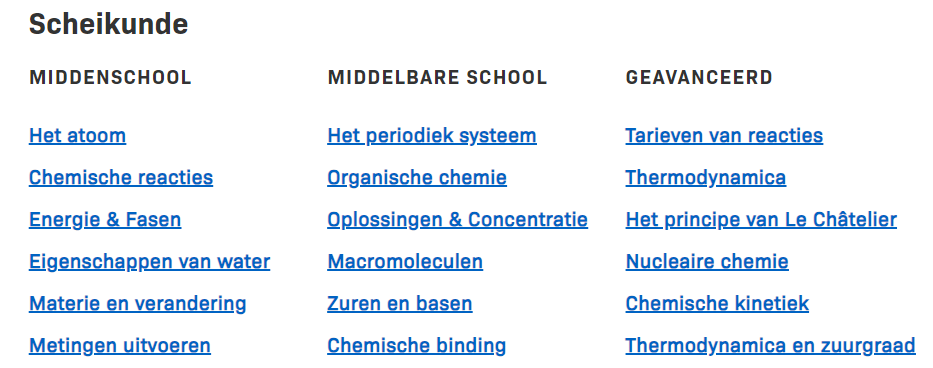 Scheikunde
MIDDENSCHOOL
Het atoom
Chemische reacties
Energie & Fasen
Eigenschappen van water
Materie en verandering
Metingen uitvoeren
MIDDELBARE SCHOOL
Het periodiek systeem
Organische chemie
Oplossingen & Concentratie
Macromoleculen
Zuren en basen
Chemische binding
GEAVANCEERD
Tarieven van reacties
Thermodynamica
Het principe van Le Châtelier
Nucleaire chemie
Chemische kinetiek
Thermodynamica en zuurgraad